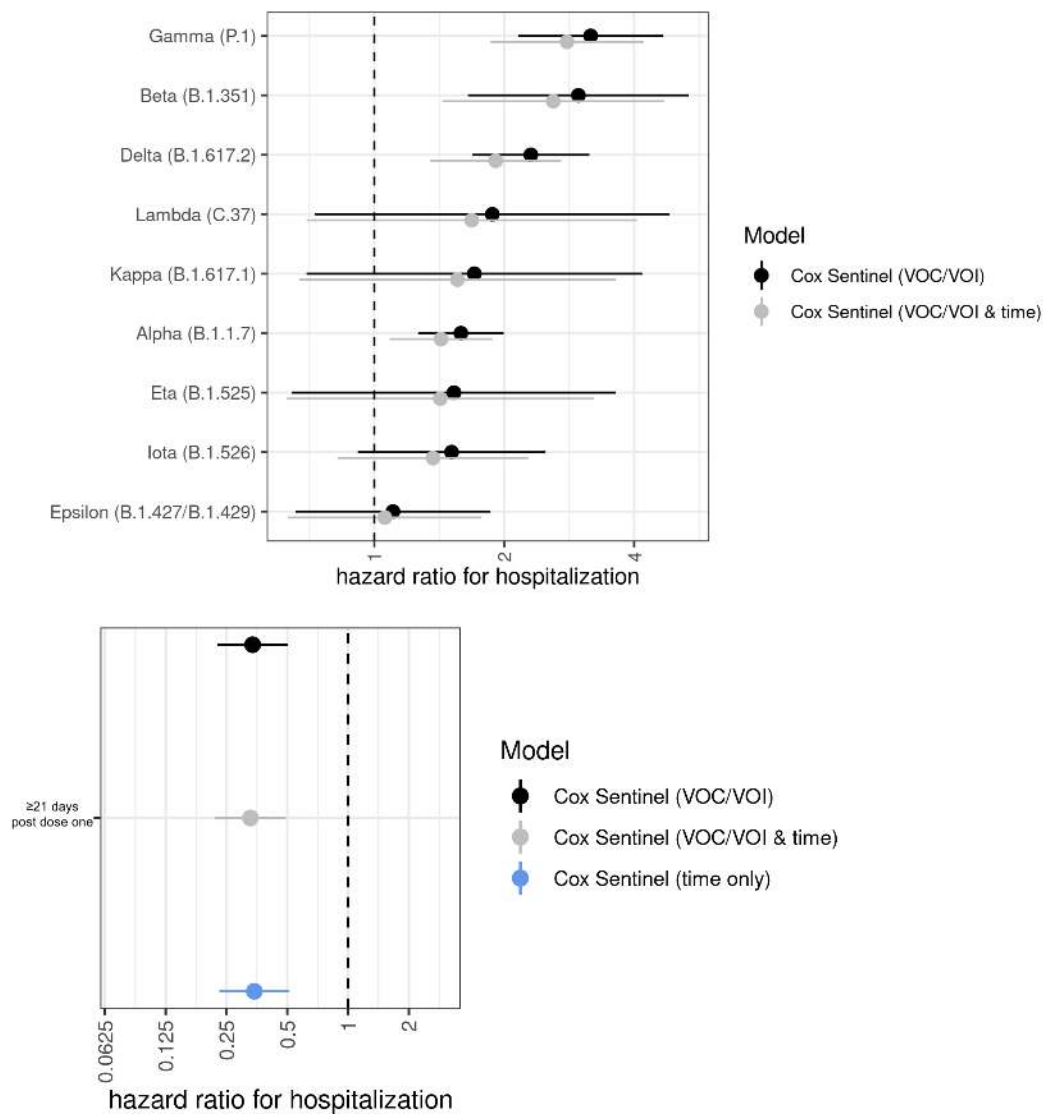 Gamma (P.1)
Beta (B.1.351)
Delta (B.1.617.2)
Lambda (C.37)
Kappa (B.1.617.1)
Alpha (B.1.1.7)
Eta (B.1.525)
Iota (B.1.526)
Epsilon (B.1.427/B.1.429)
1
2
4
hazard ratio for hospitalization
Model
Cox Sentinel (VOC/VOI)
Cox Sentinel (VOC/VOI & time)
≥21 days
post dose one
0.0625
0.125
0.25
0.5
1
2
hazard ratio for hospitalization
Model
Cox Sentinel (VOC/VOI)
Cox Sentinel (VOC/VOI & time)
Cox Sentinel (time only)